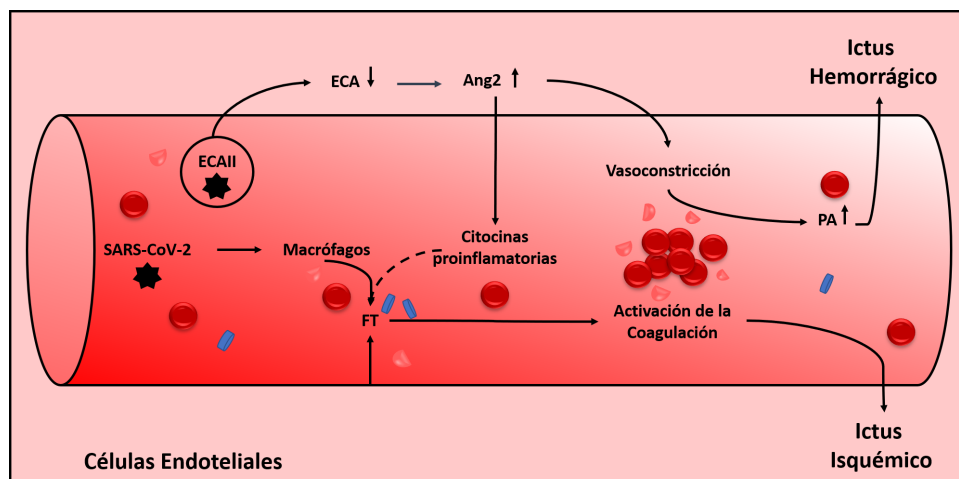 Ictus
Hemorrágico
ECA
Ang2
ECAII
Vasoconstricción
PA
SARS-CoV-2
Macrófagos
Citocinas
proinflamatorias
FT
Activación de la
Coagulación
Ictus
Isquémico
Células Endoteliales